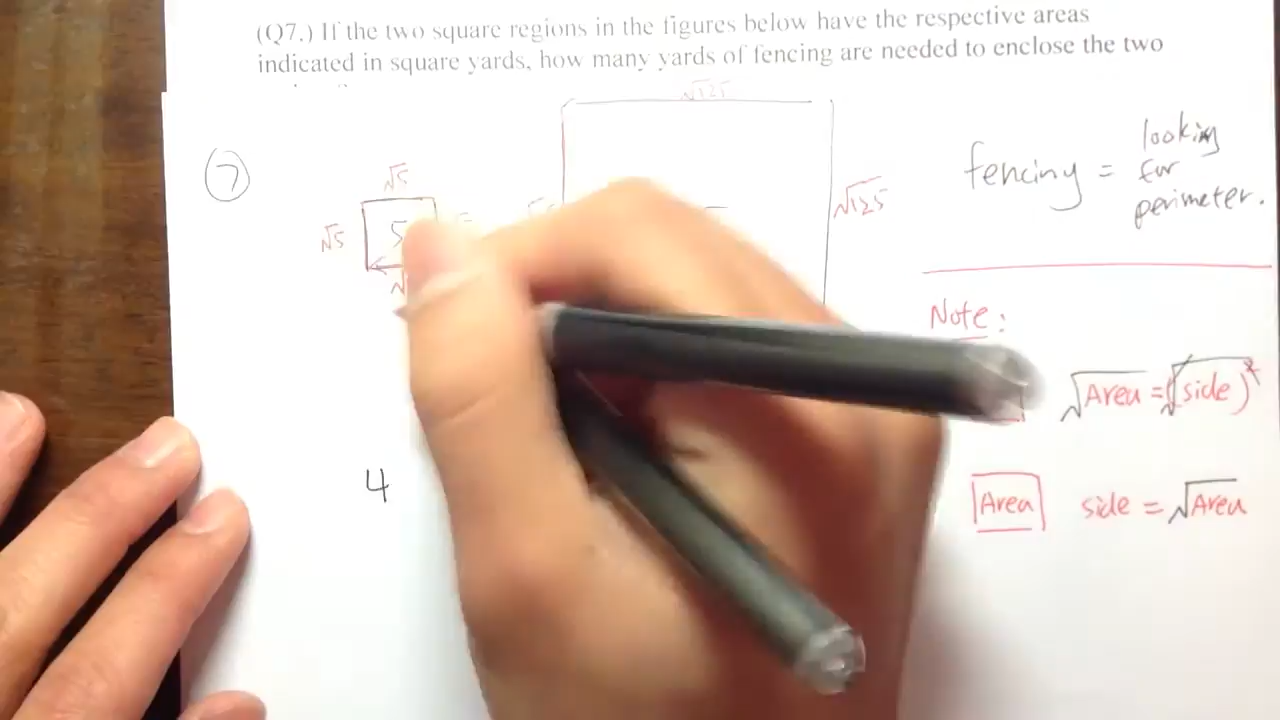 (Q7.) If the two square regions in the figures below have the respective areas
indicated in square yards, how many yards of fencing are needed to enclose the two
7
√125
√5
√5
5
√125
fencing = looking
for
perimeter.
Note:
√Area = √(side)²
Area side = √Area
4